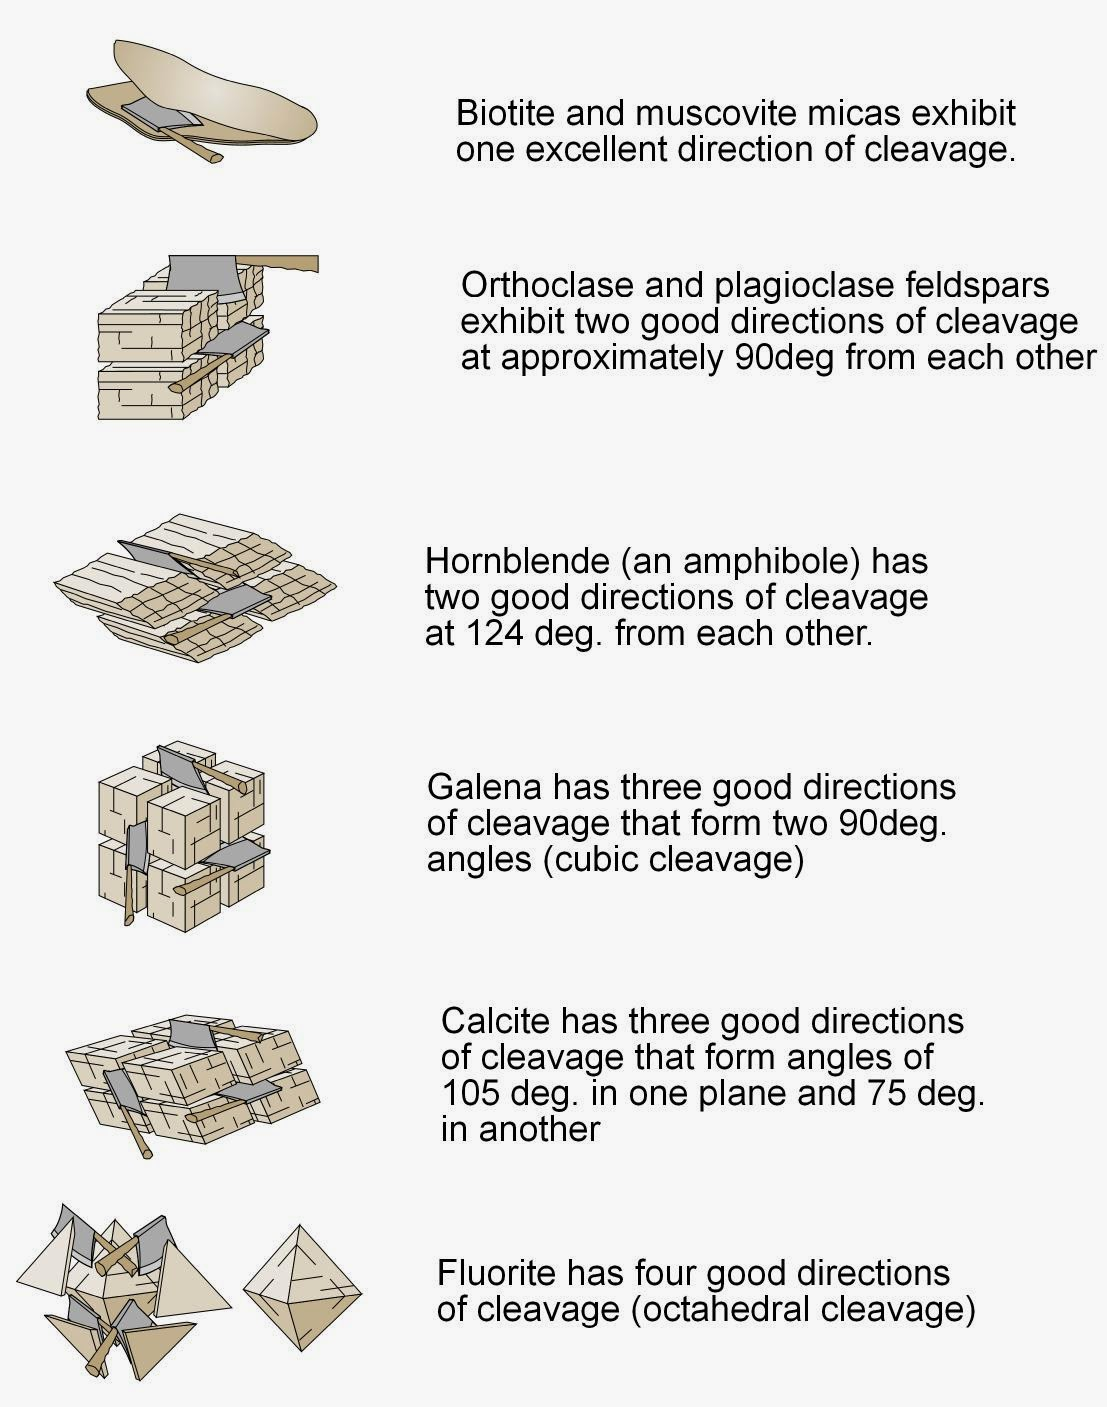 Biotite and muscovite micas exhibit
one excellent direction of cleavage.
Orthoclase and plagioclase feldspars
exhibit two good directions of cleavage
at approximately 90deg from each other
Hornblende (an amphibole) has
two good directions of cleavage
at 124 deg. from each other.
Galena has three good directions
of cleavage that form two 90deg.
angles (cubic cleavage)
Calcite has three good directions
of cleavage that form angles of
105 deg. in one plane and 75 deg.
in another
Fluorite has four good directions
of cleavage (octahedral cleavage)